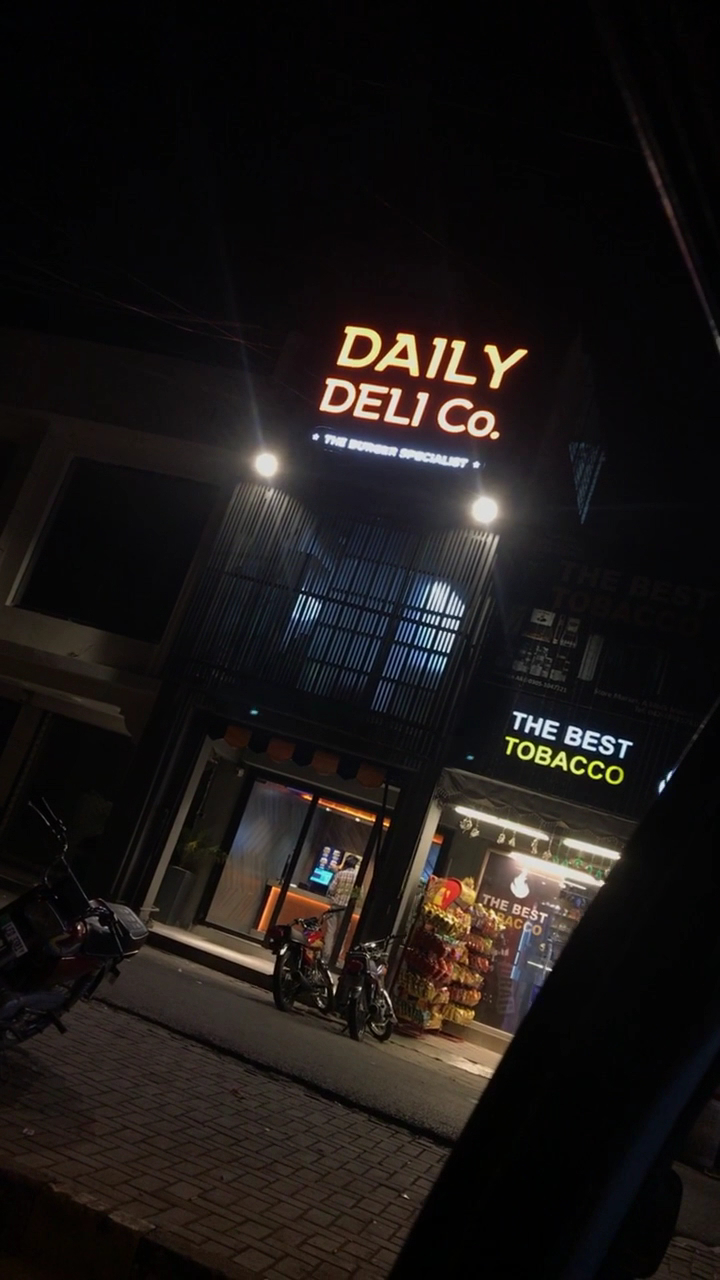 DAILY
DELI Co.
★ THE BURGER SPECIALIST ★
THE BEST
TOBACCO
THE BEST
TOBACCO
THE BEST
TOBACCO